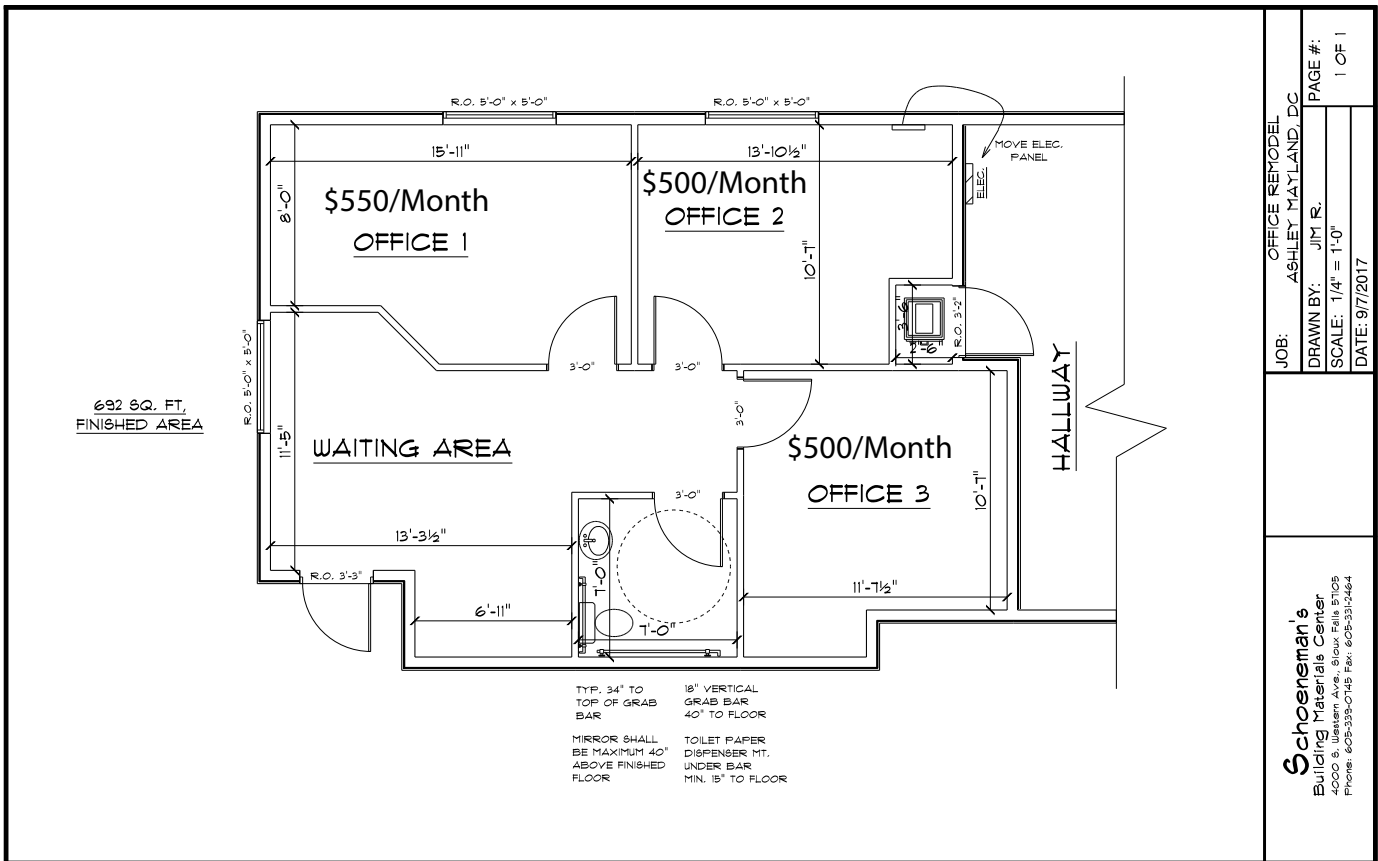 R.O. 5'-0" x 5'-0"
R.O. 5'-0" x 5'-0"
15'-11"
13'-10½"
MOVE ELEC.
PANEL
ELEC.
8'-0"
$550/Month
OFFICE 1
$500/Month
OFFICE 2
10'-7"
3'-6"
2'-6"
R.O. 3'-2"
3'-0"
3'-0"
3'-0"
R.O. 5'-0" x 5'-0"
692 SQ. FT,
FINISHED AREA
11'-5"
WAITING AREA
$500/Month
OFFICE 3
10'-7"
HALLWAY
3'-0"
13'-3½"
R.O. 3'-3"
6'-11"
7'-0"
7'-0"
11'-7½"
TYP. 34" TO
TOP OF GRAB
BAR
18" VERTICAL
GRAB BAR
40" TO FLOOR
MIRROR SHALL
BE MAXIMUM 40"
ABOVE FINISHED
FLOOR
TOILET PAPER
DISPENSER MT.
UNDER BAR
MIN. 15" TO FLOOR
JOB:
OFFICE REMODEL
ASHLEY MAYLAND, DC
DRAWN BY: JIM R.
SCALE: 1/4" = 1'-0"
DATE: 9/7/2017
PAGE #:
1 OF 1
Schoeneman's
Building Materials Center
4000 S. Western Ave., Sioux Falls 57105
Phone: 605-339-0745 Fax: 605-331-2464